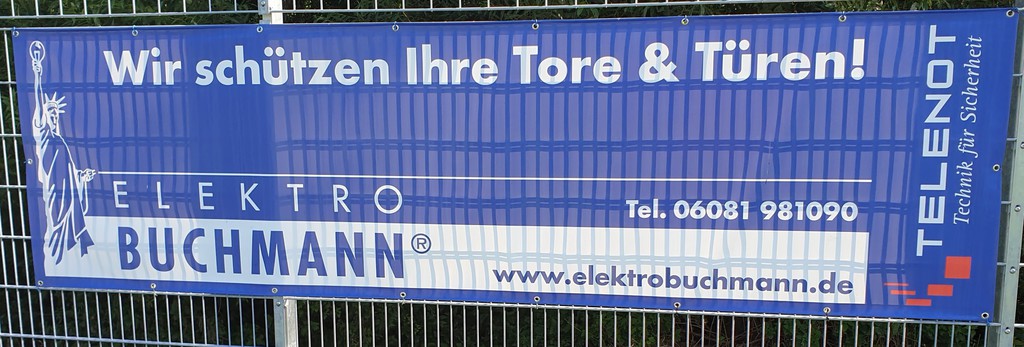 Wir schützen Ihre Tore & Türen!
ELEKTRO
BUCHMANN®
Tel. 06081 981090
www.elektrobuchmann.de
TELENOT
Technik für Sicherheit